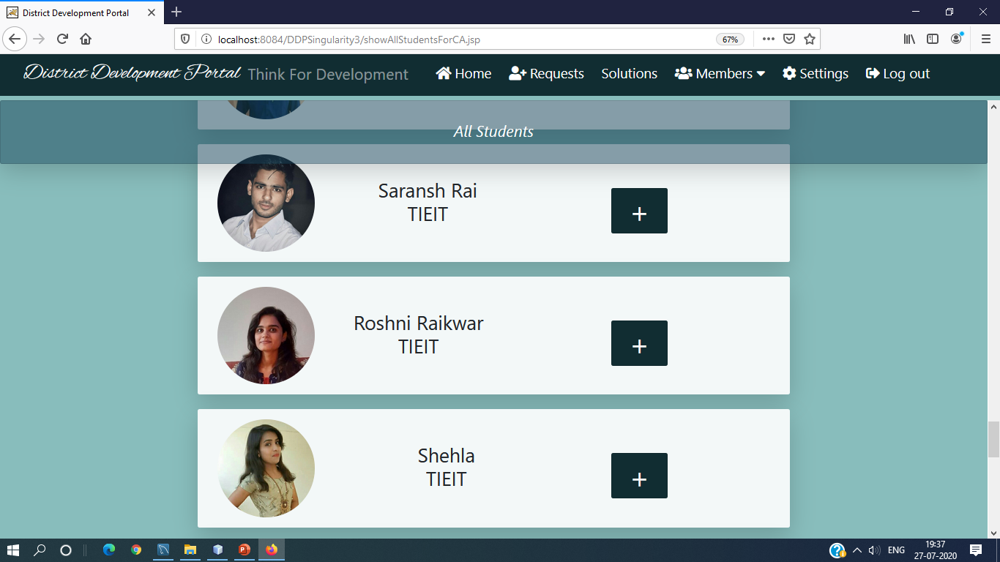 District Development Portal
localhost:8084/DDPSingularity3/showAllStudentsForCA.jsp
67%
District Development Portal Think For Development Home Requests Solutions Members Settings Log out
All Students
Saransh Rai
TIEIT
+
Roshni Raikwar
TIEIT
+
Shehla
TIEIT
+
ENG
19:37
27-07-2020